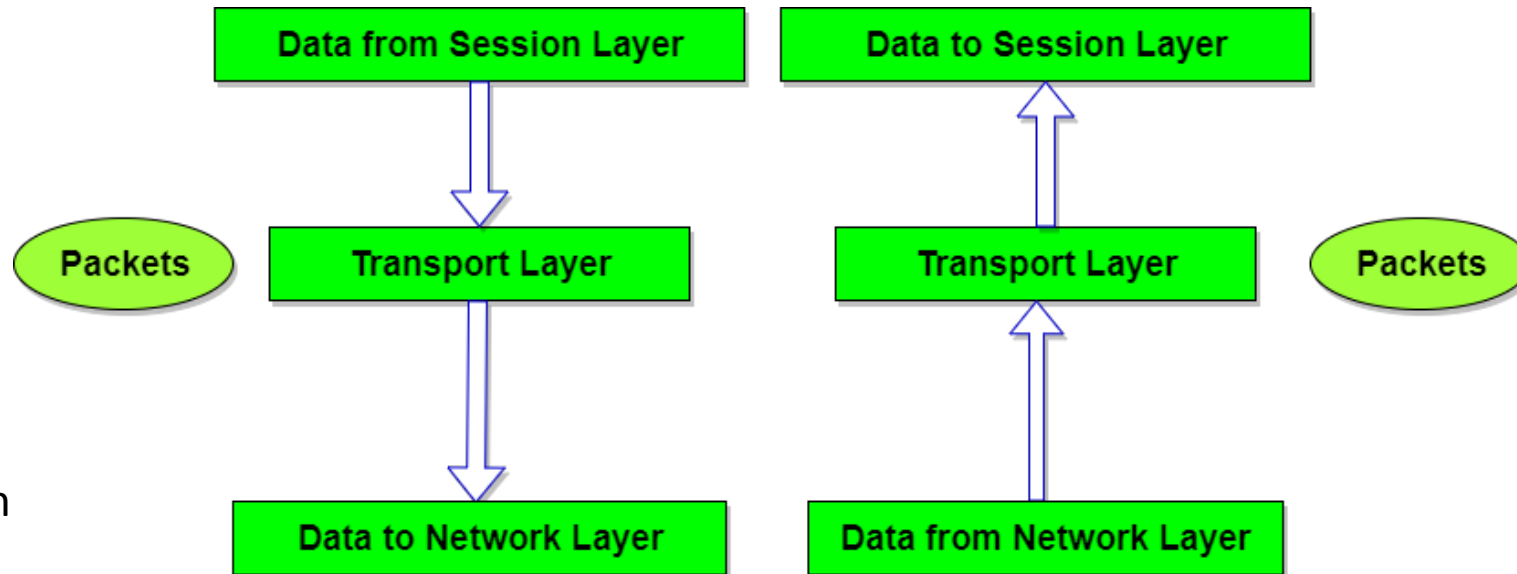 Data from Session Layer
Data to Session Layer
Packets
Transport Layer
Transport Layer
Packets
n
Data to Network Layer
Data from Network Layer